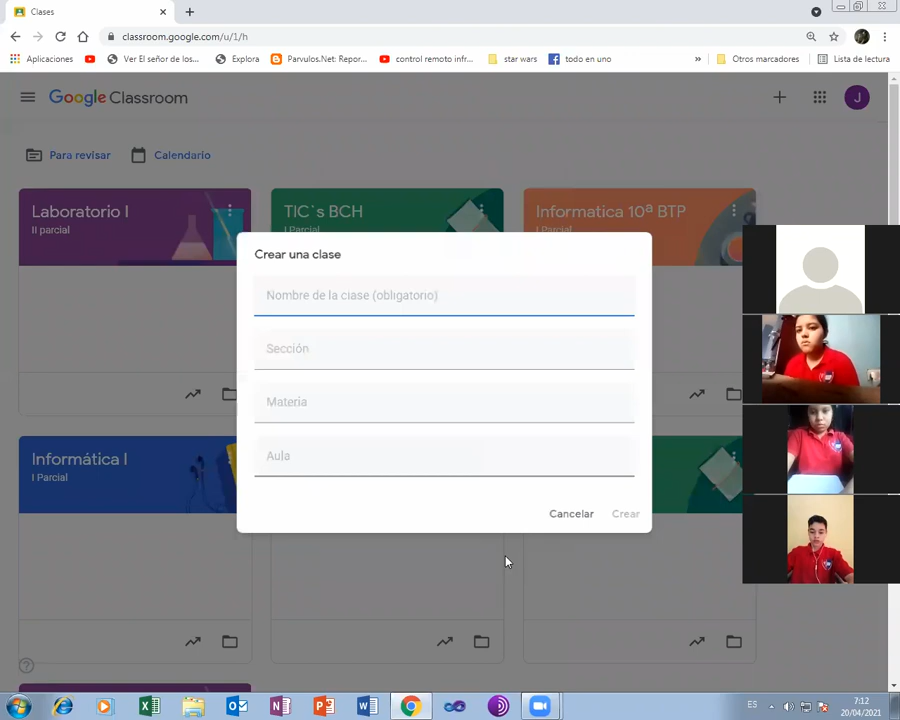 Clases
classroom.google.com/u/1/h
Aplicaciones
Ver El señor de los...
Explora
Parvulos.Net: Repor...
control remoto infr...
star wars
todo en uno
»
Otros marcadores
Lista de lectura
Google Classroom
J
Para revisar
Calendario
Laboratorio I
II parcial
TIC`s BCH
I Parcial
Informatica 10ª BTP
I Parcial
Crear una clase
Nombre de la clase (obligatorio)
Sección
Materia
Aula
Cancelar
Crear
Informática I
I Parcial
ES
7:12
20/04/2021